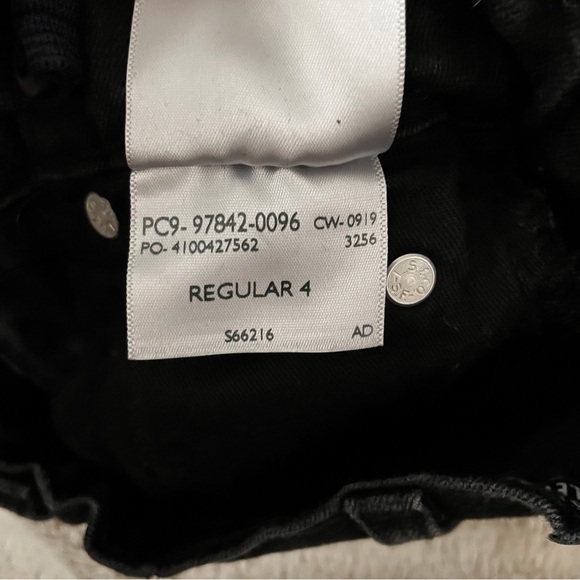 PC9- 97842-0096 CW- 0919
PO- 4100427562 3256
REGULAR 4
S66216 AD